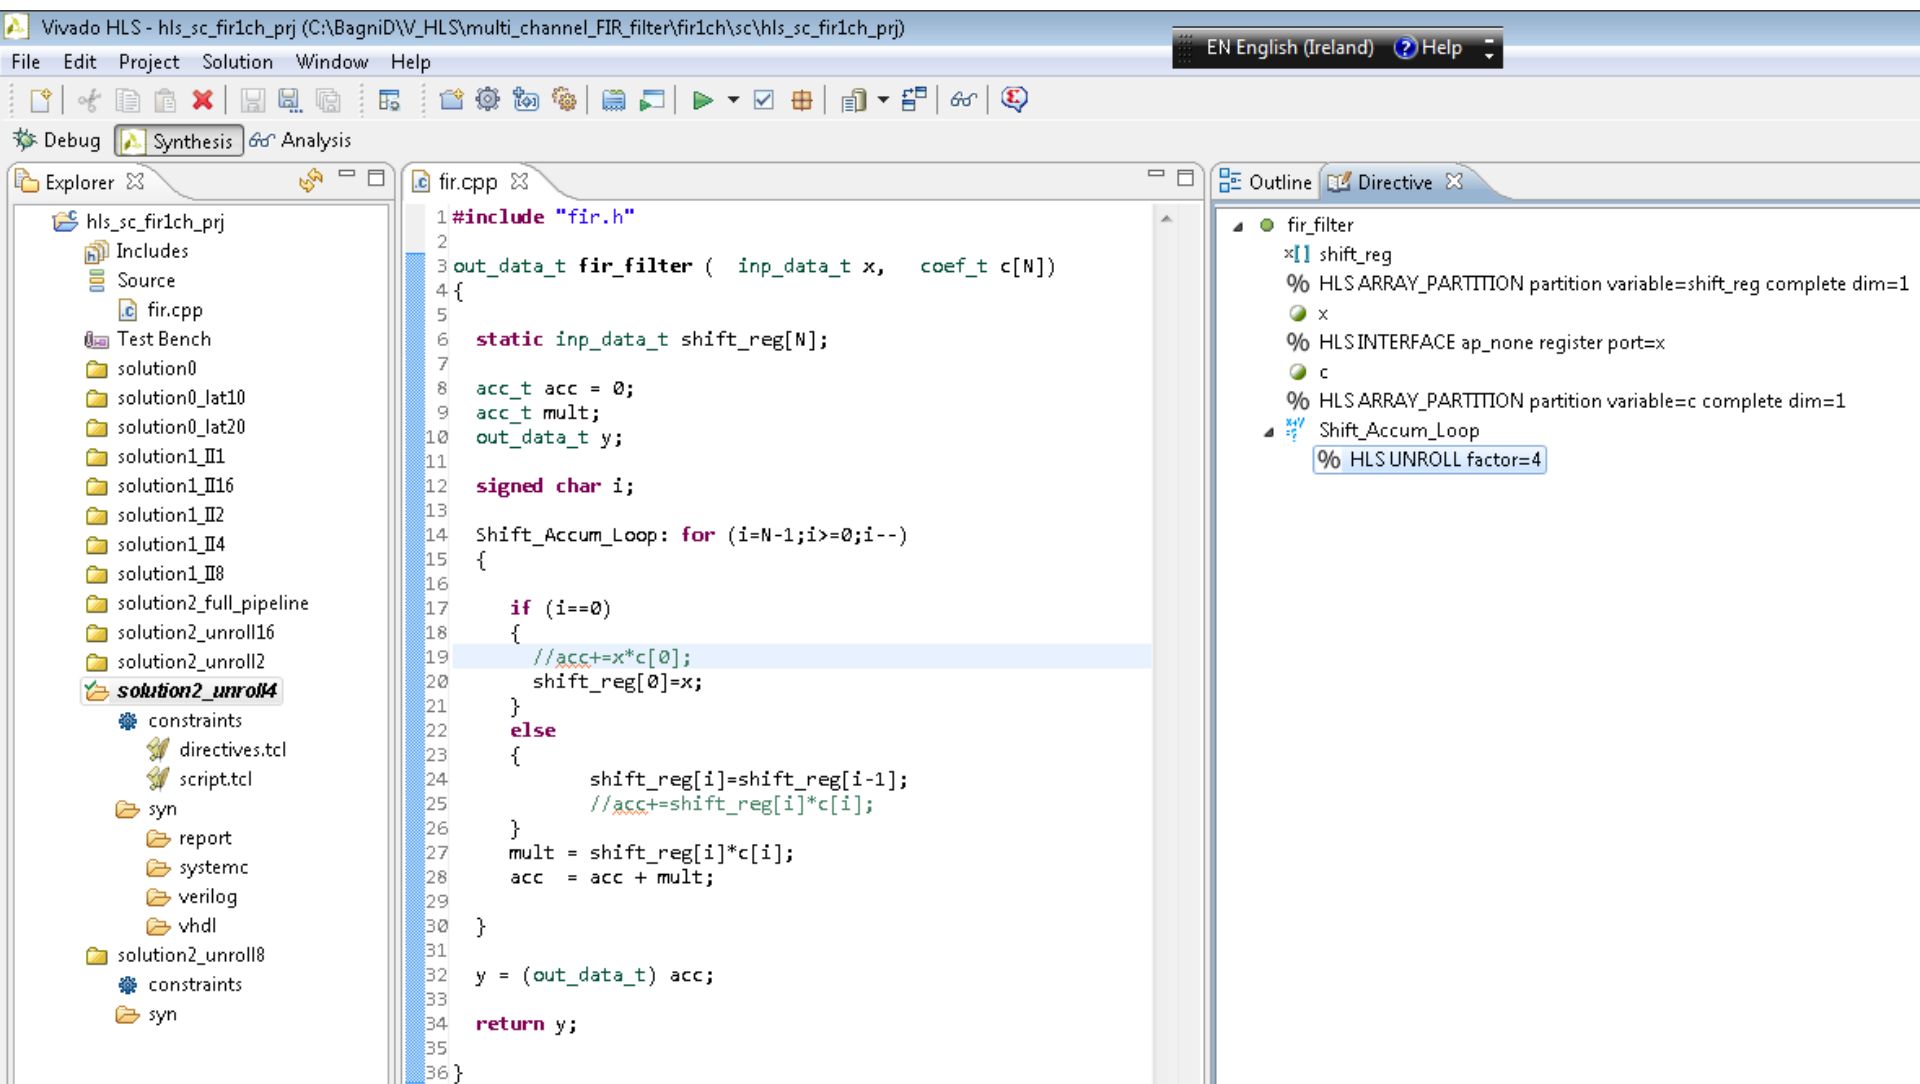 Vivado HLS - hls_sc_fir1ch_prj (C:\BagniD\V_HLS\multi_channel_FIR_filter\fir1ch\sc\hls_sc_fir1ch_prj)
EN English (Ireland) ? Help
File Edit Project Solution Window Help
Debug Synthesis Analysis
Explorer
hls_sc_fir1ch_prj
Includes
Source
fir.cpp
Test Bench
solution0
solution0_lat10
solution0_lat20
solution1_II1
solution1_II16
solution1_II2
solution1_II4
solution1_II8
solution2_full_pipeline
solution2_unroll16
solution2_unroll2
solution2_unroll4
constraints
directives.tcl
script.tcl
syn
report
systemc
verilog
vhdl
solution2_unroll8
constraints
syn
fir.cpp
1 #include "fir.h"
2
3 out_data_t fir_filter ( inp_data_t x, coef_t c[N])
4 {
5
6 static inp_data_t shift_reg[N];
7
8 acc_t acc = 0;
9 acc_t mult;
10 out_data_t y;
11
12 signed char i;
13
14 Shift_Accum_Loop: for (i=N-1;i>=0;i--)
15 {
16
17 if (i==0)
18 {
19 //acc+=x*c[0];
20 shift_reg[0]=x;
21 }
22 else
23 {
24 shift_reg[i]=shift_reg[i-1];
25 //acc+=shift_reg[i]*c[i];
26 }
27 mult = shift_reg[i]*c[i];
28 acc = acc + mult;
29
30 }
31
32 y = (out_data_t) acc;
33
34 return y;
35
36 }
Outline Directive
fir_filter
x[] shift_reg
% HLS ARRAY_PARTITION partition variable=shift_reg complete dim=1
x
% HLS INTERFACE ap_none register port=x
c
% HLS ARRAY_PARTITION partition variable=c complete dim=1
Shift_Accum_Loop
% HLS UNROLL factor=4